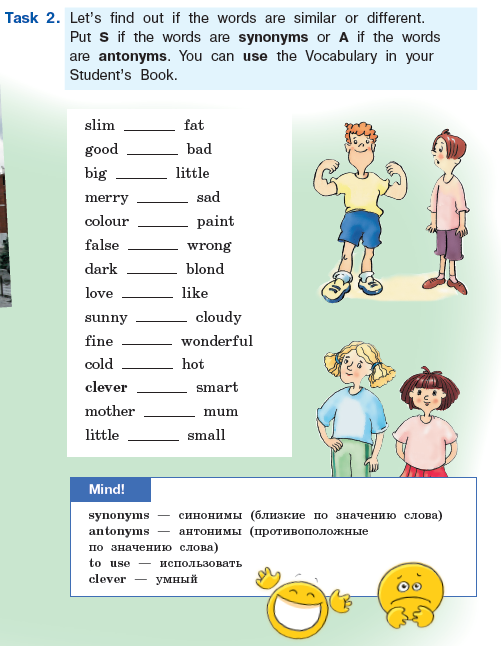 Task 2. Let's find out if the words are similar or different.
Put S if the words are synonyms or A if the words
are antonyms. You can use the Vocabulary in your
Student's Book.
slim ______ fat
good ______ bad
big ______ little
merry ______ sad
colour ______ paint
false ______ wrong
dark ______ blond
love ______ like
sunny ______ cloudy
fine ______ wonderful
cold ______ hot
clever ______ smart
mother ______ mum
little ______ small
Mind!
synonyms — синонимы (близкие по значению слова)
antonyms — антонимы (противоположные
по значению слова)
to use — использовать
clever — умный